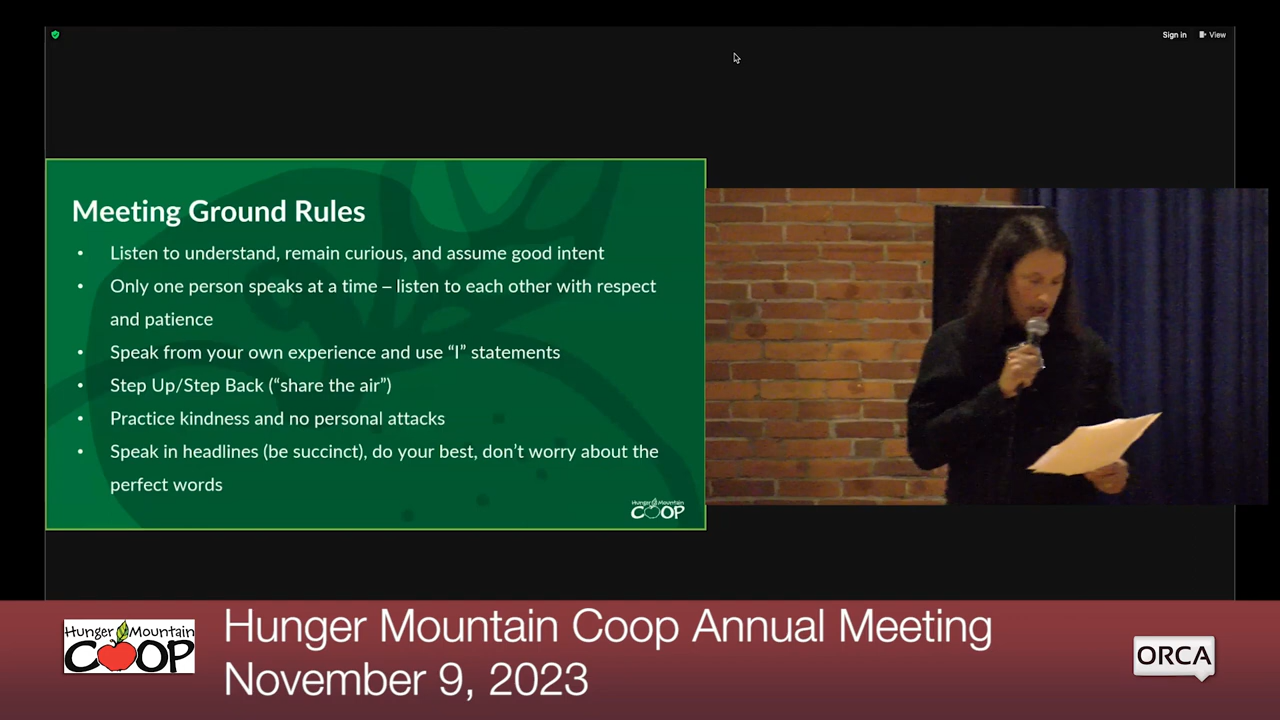 Sign in
View
Meeting Ground Rules
• Listen to understand, remain curious, and assume good intent
• Only one person speaks at a time – listen to each other with respect
and patience
• Speak from your own experience and use “I” statements
• Step Up/Step Back (“share the air”)
• Practice kindness and no personal attacks
• Speak in headlines (be succinct), do your best, don’t worry about the
perfect words
Hunger Mountain
COOP
Hunger Mountain
COOP
Hunger Mountain Coop Annual Meeting
November 9, 2023
ORCA